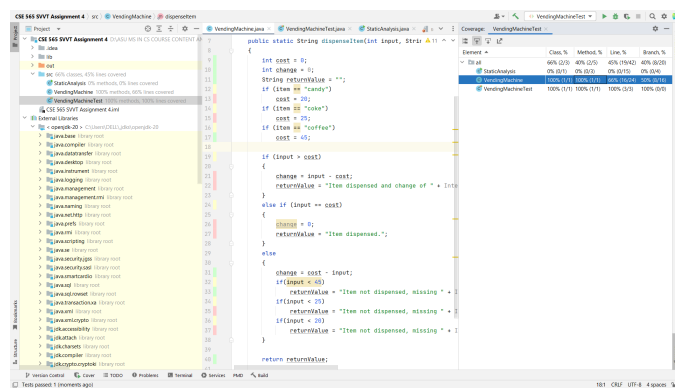 CSE 565 SVVT Assignment 4 〉 src 〉 VendingMachine 〉 dispenseItem
VendingMachineTest
Project
CSE 565 SVVT Assignment 4
.idea
lib
out
src 66% classes, 45% lines covered
StaticAnalysis 0% methods, 0% lines covered
VendingMachine 100% methods, 66% lines covered
VendingMachineTest 100% methods, 100% lines covered
CSE 565 SVVT Assignment 4.iml
External Libraries
< openjdk-20 >
java.base library root
java.compiler library root
java.datatransfer library root
java.desktop library root
java.instrument library root
java.logging library root
java.management library root
java.management.rmi library root
java.naming library root
java.net.http library root
java.prefs library root
java.rmi library root
java.scripting library root
java.se library root
java.security.jgss library root
java.security.sasl library root
java.smartcardio library root
java.sql library root
java.sql.rowset library root
java.transaction.xa library root
java.xml library root
java.xml.crypto library root
jdk.accessibility library root
jdk.attach library root
jdk.charsets library root
jdk.compiler library root
jdk.crypto.cryptoki library root
VendingMachine.java
VendingMachineTest.java
StaticAnalysis.java
public static String dispenseItem(int input, Stri
{
int cost = 0;
int change = 0;
String returnValue = "";
if (item == "candy")
cost = 20;
if (item == "coke")
cost = 25;
if (item == "coffee")
cost = 45;
if (input > cost)
{
change = input - cost;
returnValue = "Item dispensed and change of " + Inte
}
else if (input == cost)
{
change = 0;
returnValue = "Item dispensed.";
}
else
{
change = cost - input;
if(input < 45)
returnValue = "Item not dispensed, missing " + I
if(input < 25)
returnValue = "Item not dispensed, missing " + I
if(input < 20)
returnValue = "Item not dispensed, missing " + I
}
return returnValue;
Coverage: VendingMachineTest
Element Class, % Method, % Line, % Branch, %
all 66% (2/3) 40% (2/5) 45% (19/42) 40% (8/20)
StaticAnalysis 0% (0/1) 0% (0/3) 0% (0/15) 0% (0/4)
VendingMachine 100% (1/1) 100% (1/1) 66% (16/24) 50% (8/16)
VendingMachineTest 100% (1/1) 100% (1/1) 100% (3/3) 100% (0/0)
Bookmarks
Structure
Version Control Cover TODO Problems Terminal Services PMD Build
Tests passed: 1 (moments ago)
18:1 CRLF UTF-8 4 spaces